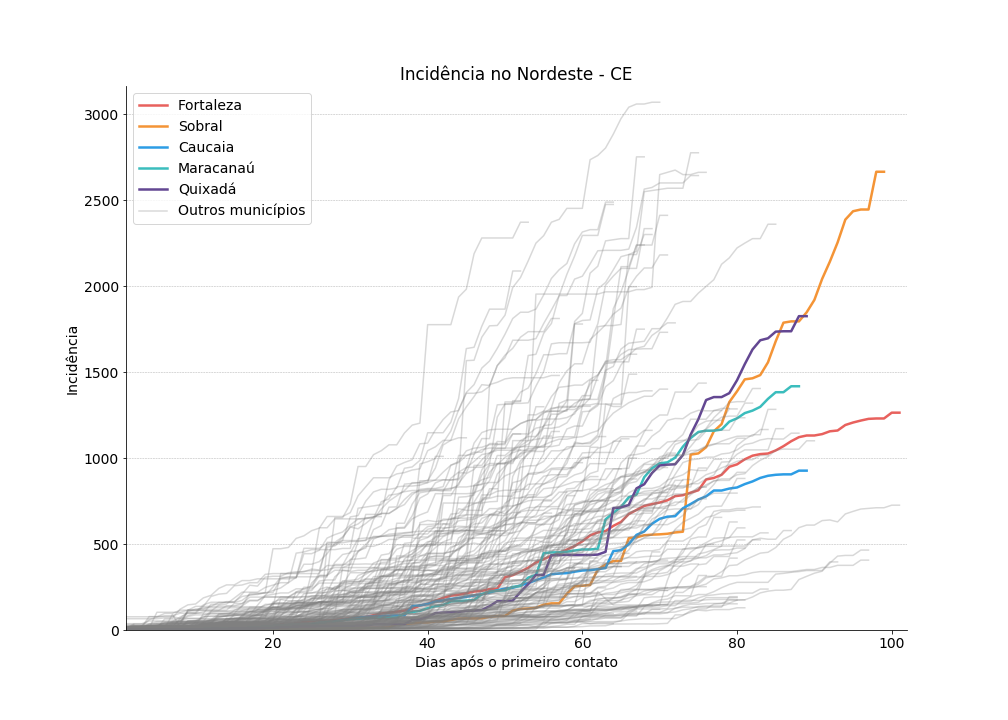 Incidência no Nordeste - CE
Fortaleza
Sobral
Caucaia
Maracanaú
Quixadá
Outros municípios
3000
2500
2000
1500
1000
500
0
Incidência
20
40
60
80
100
Dias após o primeiro contato